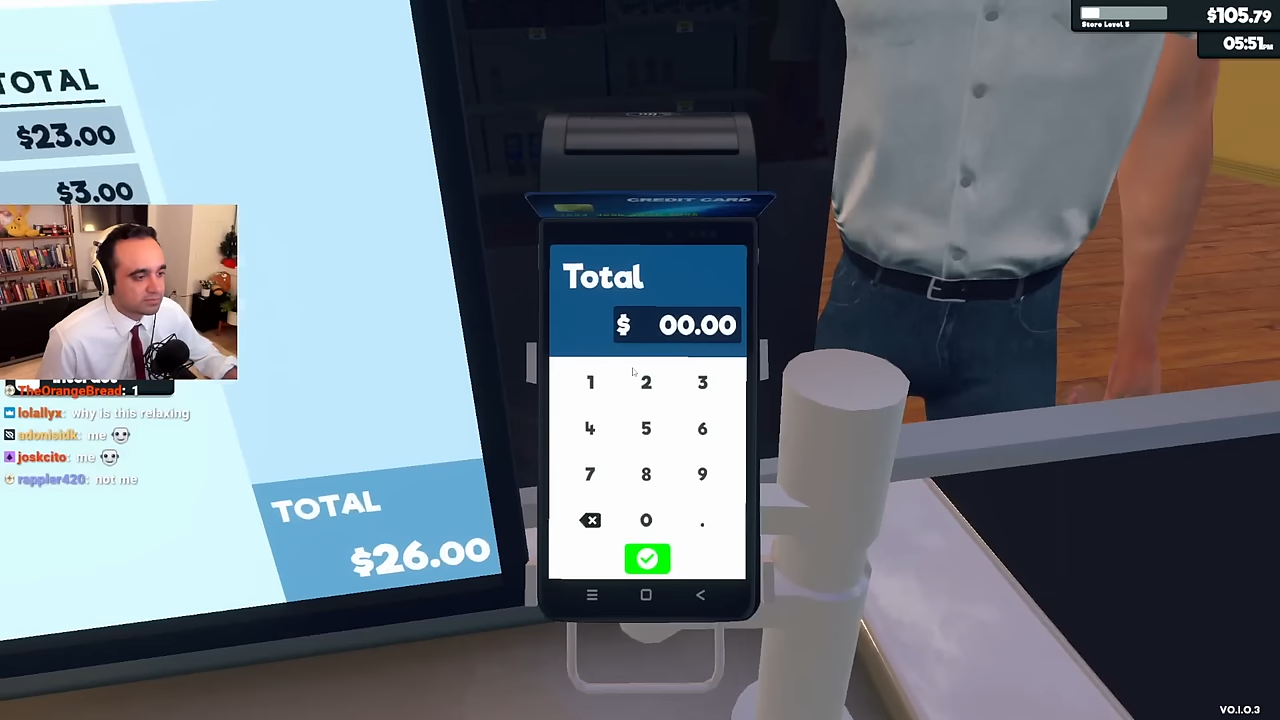 TOTAL
$23.00
$3.00
TheOrangeBread: 1
lolallyx: why is this relaxing
adonisidk: me
joskcito: me
rappler420: not me
TOTAL
$26.00
CREDIT CARD
Total
$ 00.00
1 2 3
4 5 6
7 8 9
0 .
$105.79
Store Level 5
05:51PM
V0.1.0.3